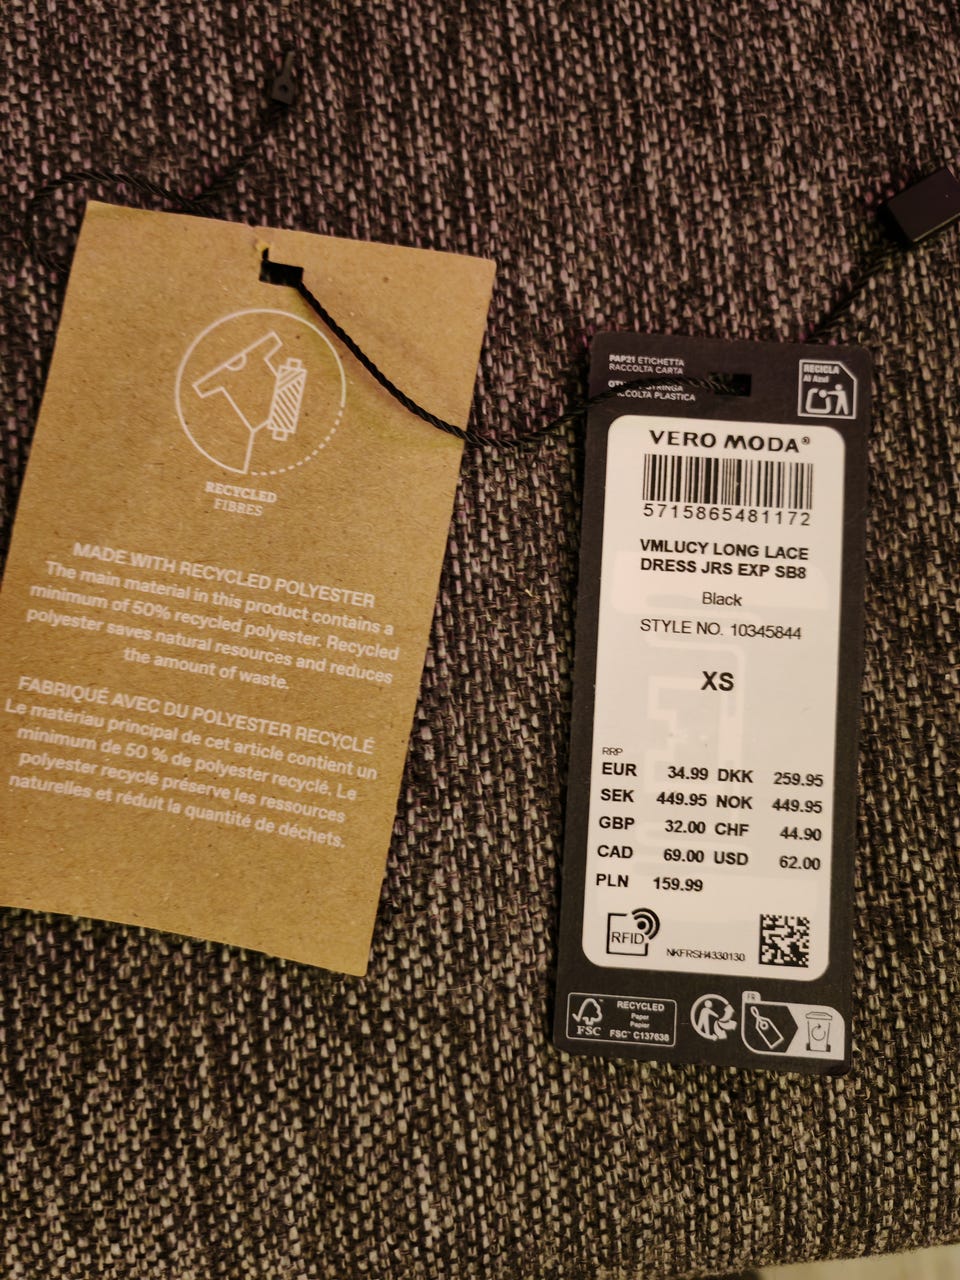 RECYCLED
FIBRES
MADE WITH RECYCLED POLYESTER
The main material in this product contains a
minimum of 50% recycled polyester. Recycled
polyester saves natural resources and reduces
the amount of waste.
FABRIQUÉ AVEC DU POLYESTER RECYCLÉ
Le matériau principal de cet article contient un
minimum de 50 % de polyester recyclé. Le
polyester recyclé préserve les ressources
naturelles et réduit la quantité de déchets.
PAP21 ETICHETTA
RACCOLTA CARTA
RACCOLTA PLASTICA
RECICLA
Al Azul
VERO MODA®
5715865481172
VMLUCY LONG LACE
DRESS JRS EXP SB8
Black
STYLE NO. 10345844
XS
RRP
EUR 34.99 DKK 259.95
SEK 449.95 NOK 449.95
GBP 32.00 CHF 44.90
CAD 69.00 USD 62.00
PLN 159.99
RFID
NKFRSH4330130
FSC
RECYCLED
Paper
Papier
FSC™ C137638
FR